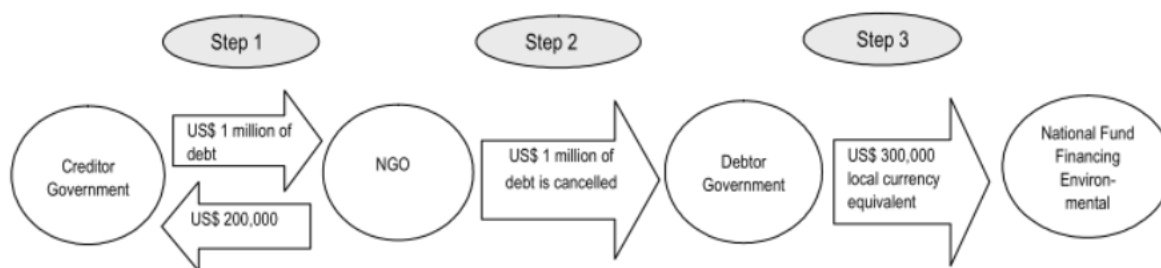 Step 1
Step 2
Step 3
Creditor
Government
US$ 1 million of
debt
US$ 200,000
NGO
US$ 1 million of
debt is cancelled
Debtor
Government
US$ 300,000
local currency
equivalent
National Fund
Financing
Environ-
mental